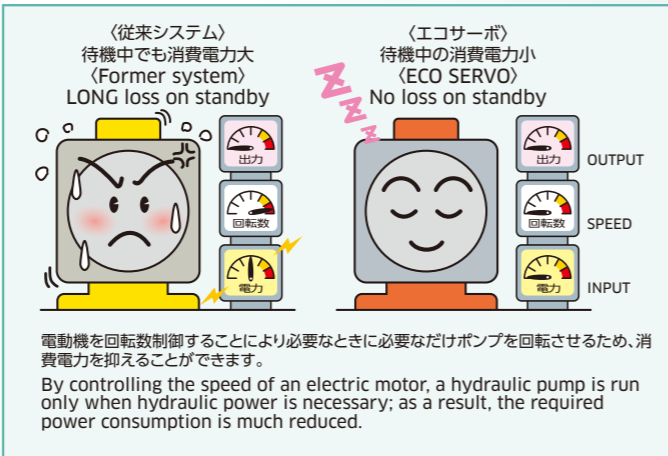 〈従来システム〉
待機中でも消費電力大
〈Former system〉
LONG loss on standby
〈エコサーボ〉
待機中の消費電力小
〈ECO SERVO〉
No loss on standby
ZZZ
出力
回転数
電力
出力
OUTPUT
回転数
SPEED
電力
INPUT
電動機を回転数制御することにより必要なときに必要なだけポンプを回転させるため、消
費電力を抑えることができます。
By controlling the speed of an electric motor, a hydraulic pump is run
only when hydraulic power is necessary; as a result, the required
power consumption is much reduced.